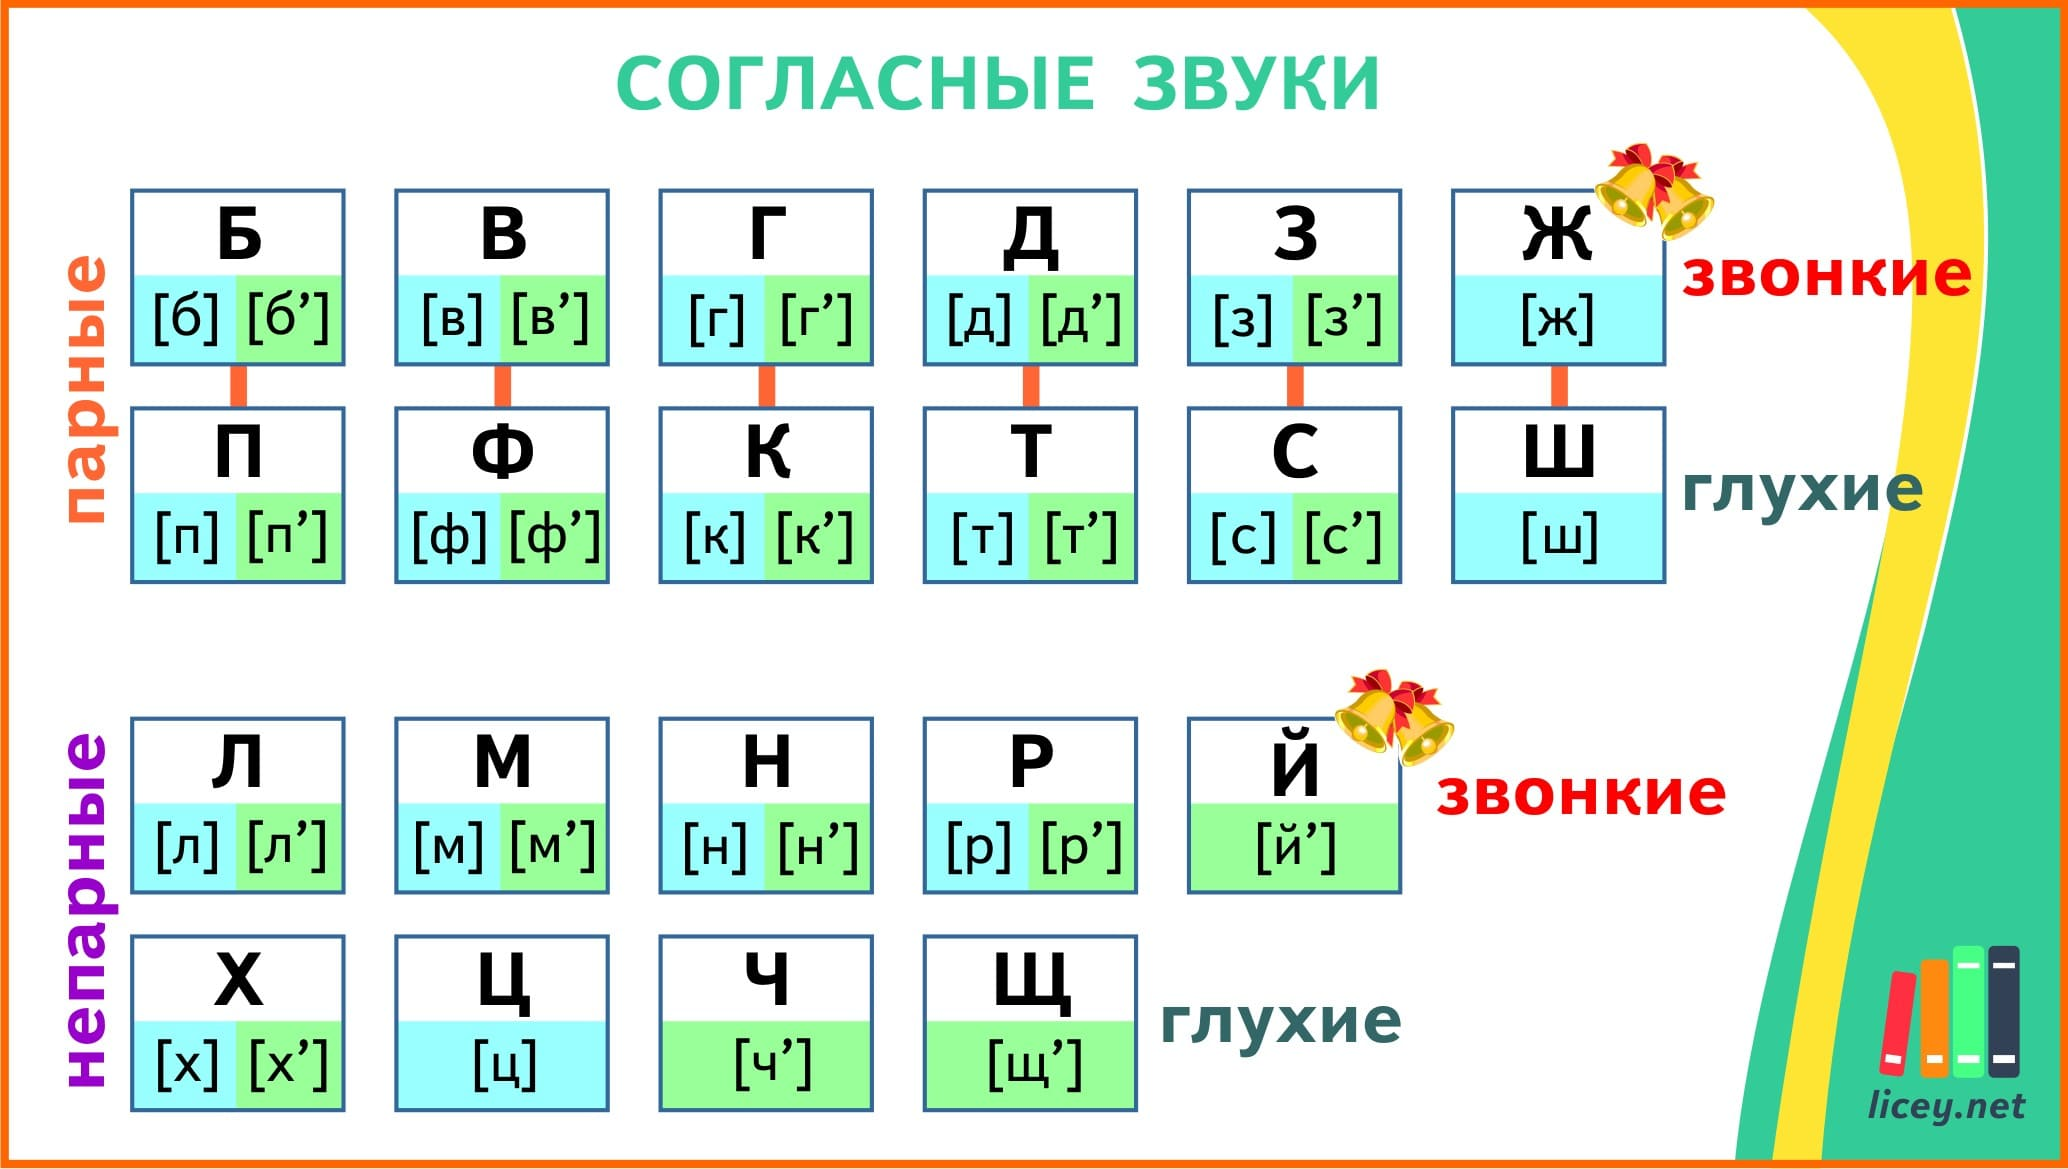 СОГЛАСНЫЕ ЗВУКИ
парные
Б В Г Д З Ж
[б] [б’] [в] [в’] [г] [г’] [д] [д’] [з] [з’] [ж]
звонкие
П Ф К Т С Ш
[п] [п’] [ф] [ф’] [к] [к’] [т] [т’] [с] [с’] [ш]
глухие
непарные
Л М Н Р Й
[л] [л’] [м] [м’] [н] [н’] [р] [р’] [й’]
звонкие
Х Ц Ч Щ
[х] [х’] [ц] [ч’] [щ’]
глухие
licey.net